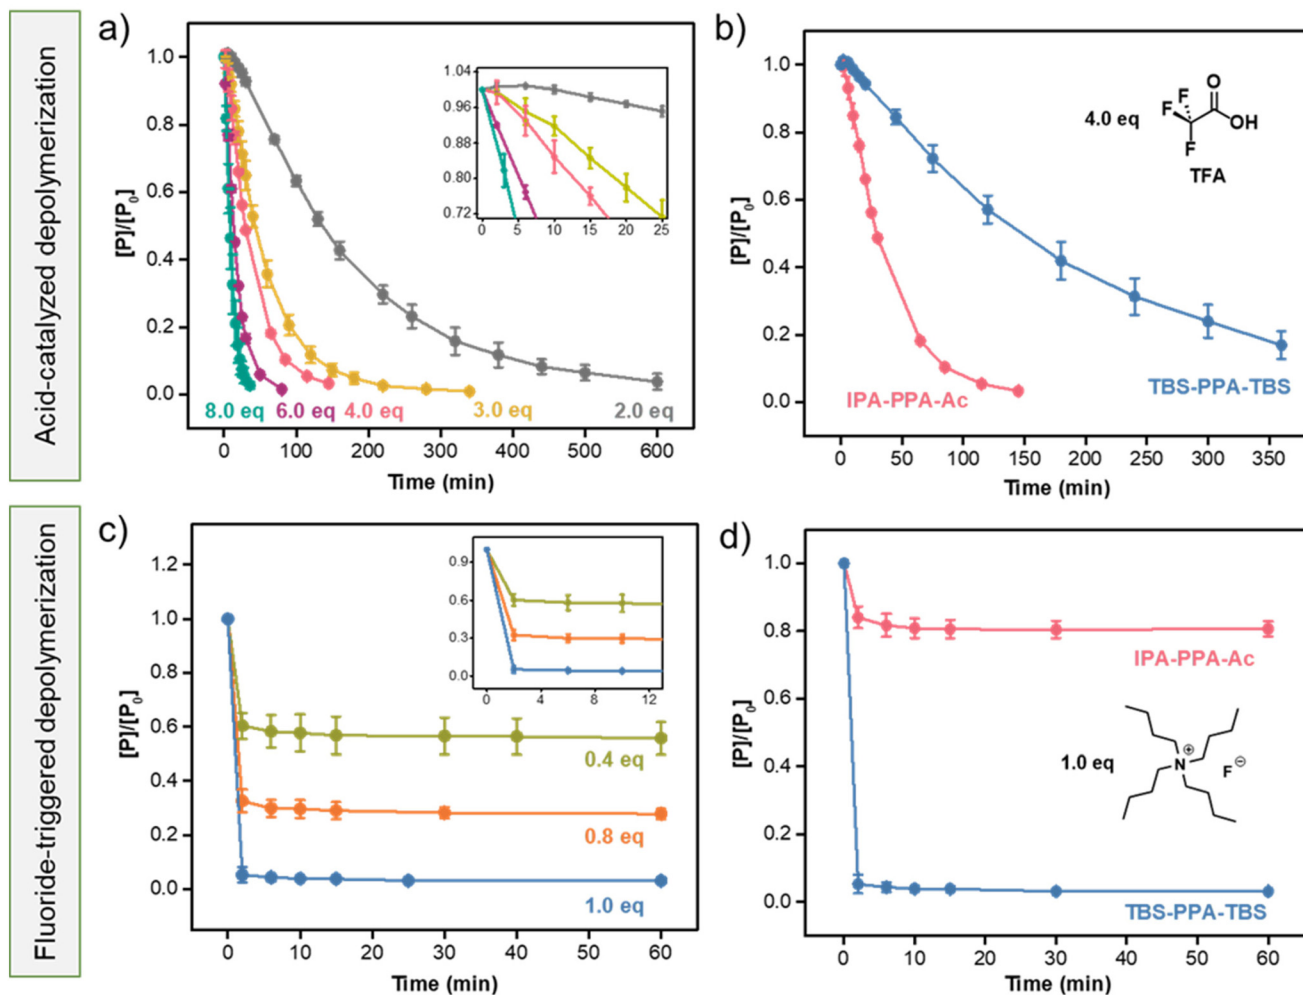 Acid-catalyzed depolymerization
a)
[P]/[P₀]
1.0
0.8
0.6
0.4
0.2
0.0
1.04
0.96
0.88
0.80
0.72
0 5 10 15 20 25
8.0 eq 6.0 eq 4.0 eq 3.0 eq 2.0 eq
0 100 200 300 400 500 600
Time (min)
b)
[P]/[P₀]
1.0
0.8
0.6
0.4
0.2
0.0
4.0 eq
F
F
F
O
OH
TFA
IPA-PPA-Ac
TBS-PPA-TBS
0 50 100 150 200 250 300 350
Time (min)
Fluoride-triggered depolymerization
c)
[P]/[P₀]
1.2
1.0
0.8
0.6
0.4
0.2
0.0
0.9
0.6
0.3
0.0
0 4 8 12
0.4 eq
0.8 eq
1.0 eq
0 10 20 30 40 50 60
Time (min)
d)
[P]/[P₀]
1.0
0.8
0.6
0.4
0.2
0.0
IPA-PPA-Ac
1.0 eq
N⊕
F⊖
TBS-PPA-TBS
0 10 20 30 40 50 60
Time (min)